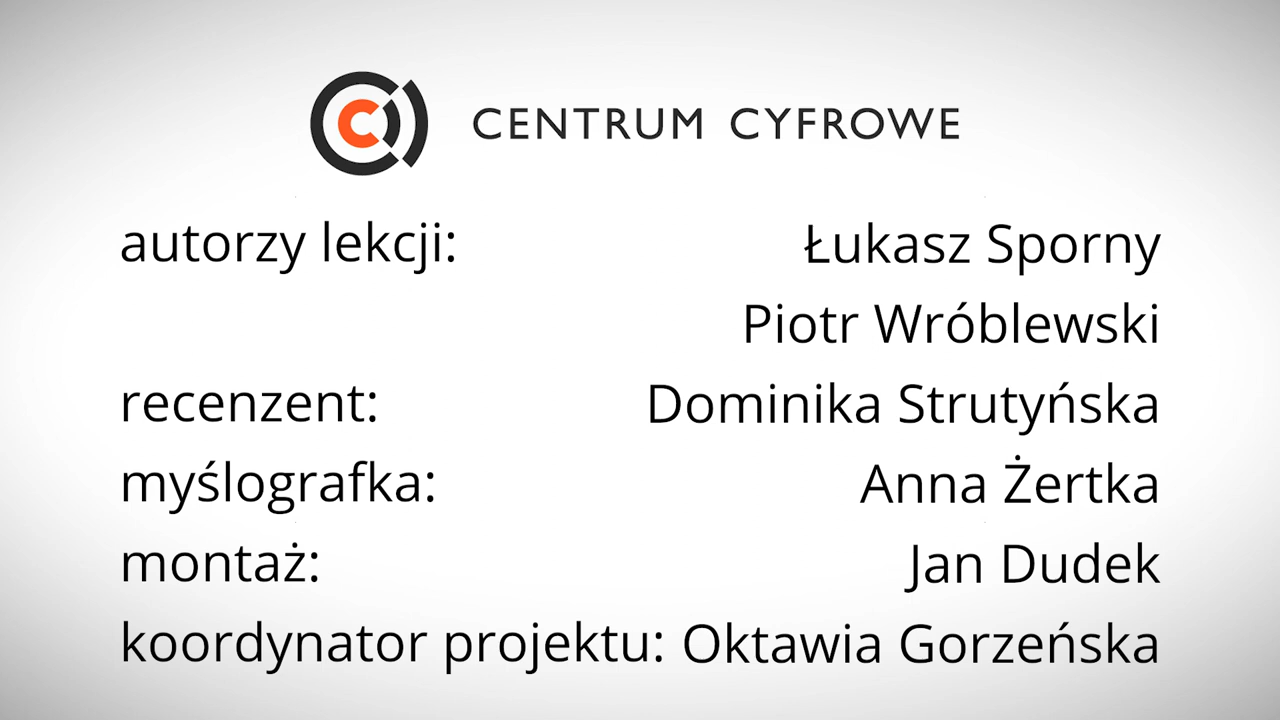 CENTRUM CYFROWE
autorzy lekcji: Łukasz Sporny
Piotr Wróblewski
recenzent: Dominika Strutyńska
myślografka: Anna Żertka
montaż: Jan Dudek
koordynator projektu: Oktawia Gorzeńska